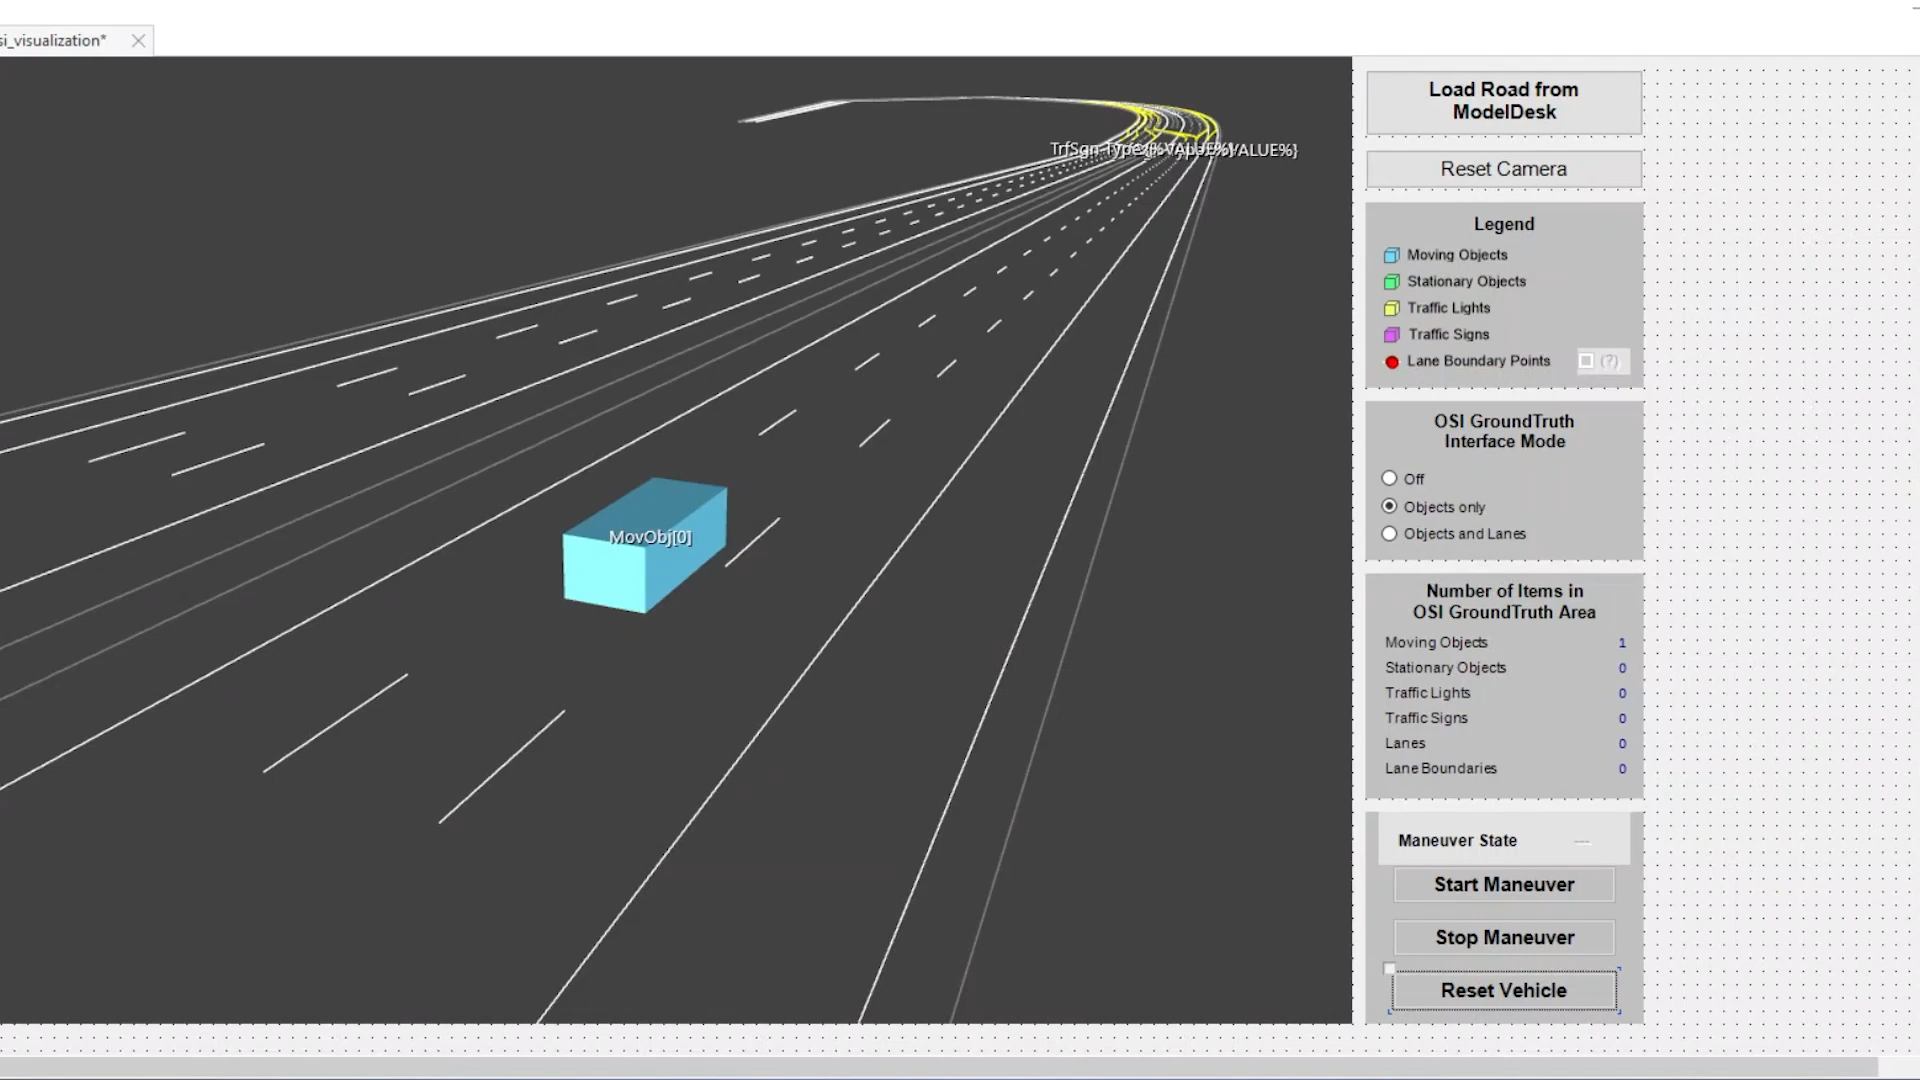 si_visualization*
Load Road from
ModelDesk
Reset Camera
Legend
Moving Objects
Stationary Objects
Traffic Lights
Traffic Signs
Lane Boundary Points (?)
MovObj[0]
OSI GroundTruth
Interface Mode
Off
Objects only
Objects and Lanes
Number of Items in
OSI GroundTruth Area
Moving Objects 1
Stationary Objects 0
Traffic Lights 0
Traffic Signs 0
Lanes 0
Lane Boundaries 0
Maneuver State ---
Start Maneuver
Stop Maneuver
Reset Vehicle